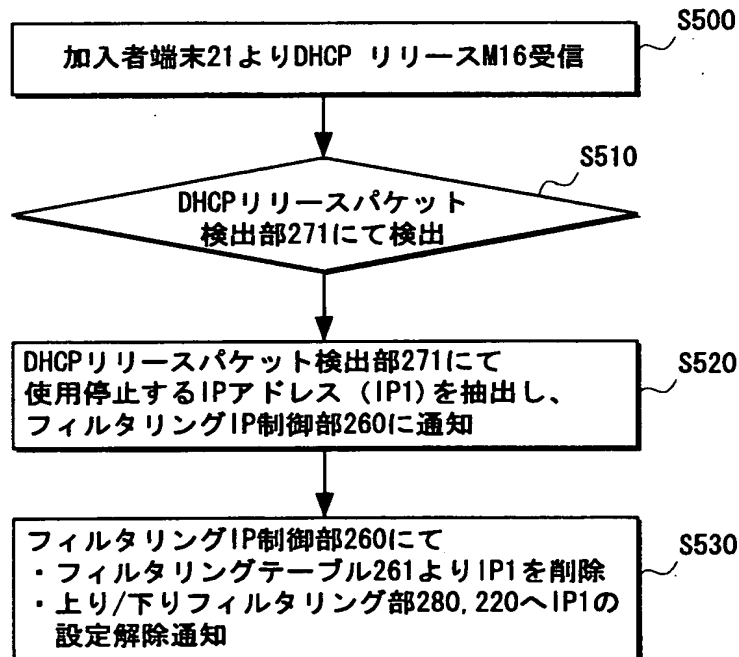 S500
加入者端末21よりDHCP リリースM16受信
S510
DHCPリリースパケット
検出部271にて検出
DHCPリリースパケット検出部271にて
使用停止するIPアドレス (IP1)を抽出し、
フィルタリングIP制御部260に通知
S520
フィルタリングIP制御部260にて
・フィルタリングテーブル261よりIP1を削除
・上り/下りフィルタリング部280,220へIP1の
設定解除通知
S530